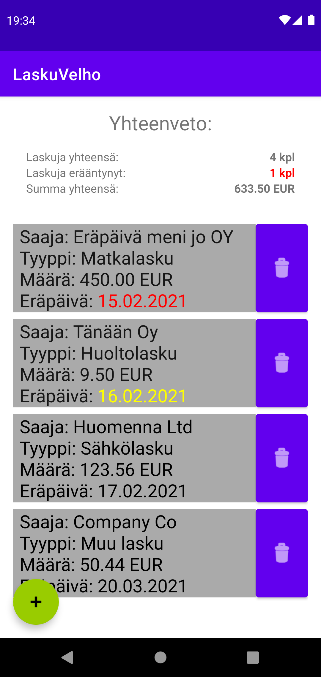 19:34
LaskuVelho
Yhteenveto:
Laskuja yhteensä: 4 kpl
Laskuja erääntynyt: 1 kpl
Summa yhteensä: 633.50 EUR
Saaja: Eräpäivä meni jo OY
Tyyppi: Matkalasku
Määrä: 450.00 EUR
Eräpäivä: 15.02.2021
Saaja: Tänään Oy
Tyyppi: Huoltolasku
Määrä: 9.50 EUR
Eräpäivä: 16.02.2021
Saaja: Huomenna Ltd
Tyyppi: Sähkölasku
Määrä: 123.56 EUR
Eräpäivä: 17.02.2021
Saaja: Company Co
Tyyppi: Muu lasku
Määrä: 50.44 EUR
Eräpäivä: 20.03.2021
+